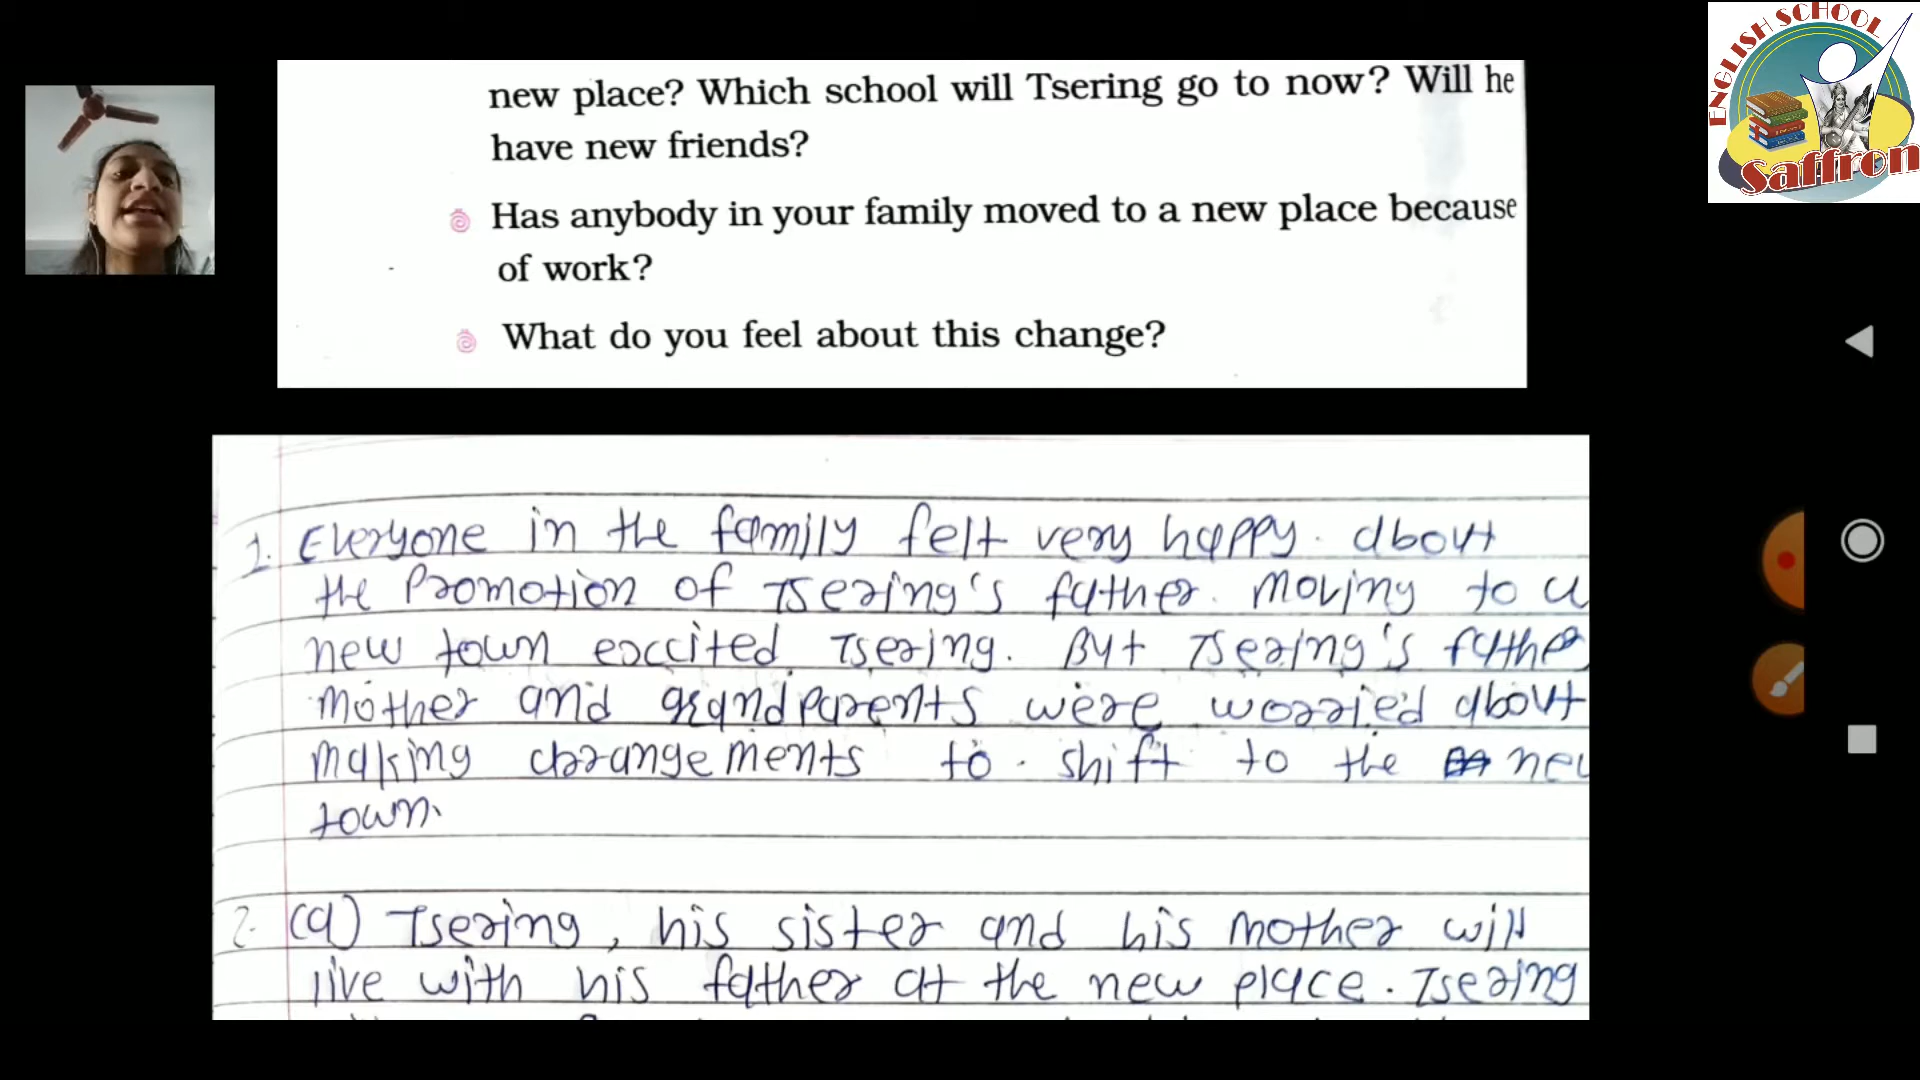 new place? Which school will Tsering go to now? Will he
have new friends?
Has anybody in your family moved to a new place because
of work?
What do you feel about this change?
ENGLISH SCHOOL
Saffron
1. Everyone in the family felt very happy. about
the Promotion of Tsering's father. Moving to a
new town exccited Tsering. But Tsering's fathe
mother and grandparents were worried about
making arrangements to. shift to the new
town.
2. (a) Tsering, his sister and his mother will
live with his father at the new place. Tsering